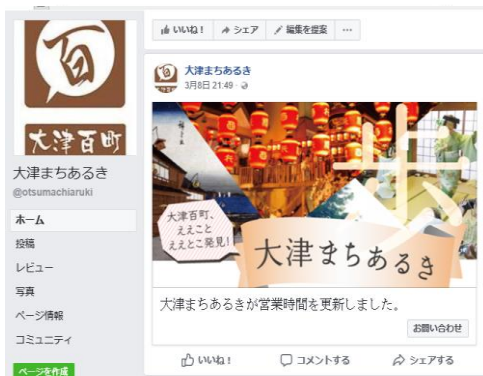 百
大津百町
大津まちあるき
@otsumachiaruki
ホーム
投稿
レビュー
写真
ページ情報
コミュニティ
ページを作成
いいね！ シェア 編集を提案 ...
大津まちあるき
3月8日 21:49
歩
大津百町、
ええこと
ええとこ発見！
大津まちあるき
大津まちあるきが営業時間を更新しました。
お問い合わせ
いいね！ コメントする シェアする